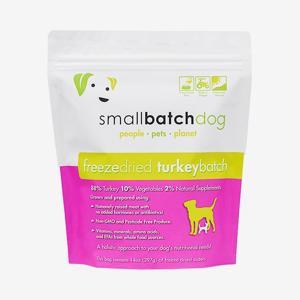 smallbatchdog
people • pets • planet
freezedried turkeybatch
88% Turkey 10% Vegetables 2% Natural Supplements
Grown and prepared using:
Humanely raised meat with
no added hormones or antibiotics!
Non-GMO and Pesticide Free Produce
Vitamins, minerals, amino acids,
and EFAs from whole food sources
A holistic approach to your dog's nutritional needs!